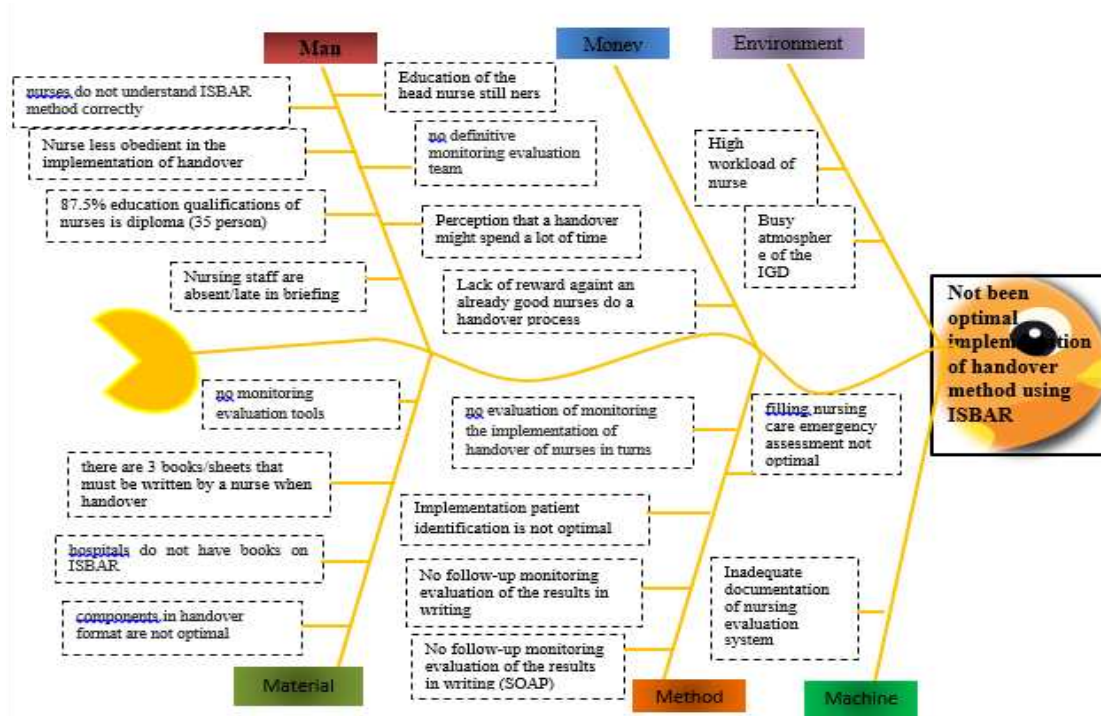 Man
Money
Environment
nurses do not understand ISBAR
method correctly
Education of the
head nurse still ners
Nurse less obedient in the
implementation of handover
no definitive
monitoring evaluation
team
87.5% education qualifications of
nurses is diploma (35 person)
Perception that a handover
might spend a lot of time
Nursing staff are
absent/late in briefing
Lack of reward againt an
already good nurses do a
handover process
High
workload of
nurse
Busy
atmospher
e of the
IGD
Not been
optimal
implementation
of handover
method using
ISBAR
no monitoring
evaluation tools
there are 3 books/sheets that
must be written by a nurse when
handover
hospitals do not have books on
ISBAR
components in handover
format are not optimal
no evaluation of monitoring
the implementation of
handover of nurses in turns
filling nursing
care emergency
assessment not
optimal
Implementation patient
identification is not optimal
No follow-up monitoring
evaluation of the results in
writing
No follow-up monitoring
evaluation of the results
in writing (SOAP)
Inadequate
documentation
of nursing
evaluation
system
Material
Method
Machine